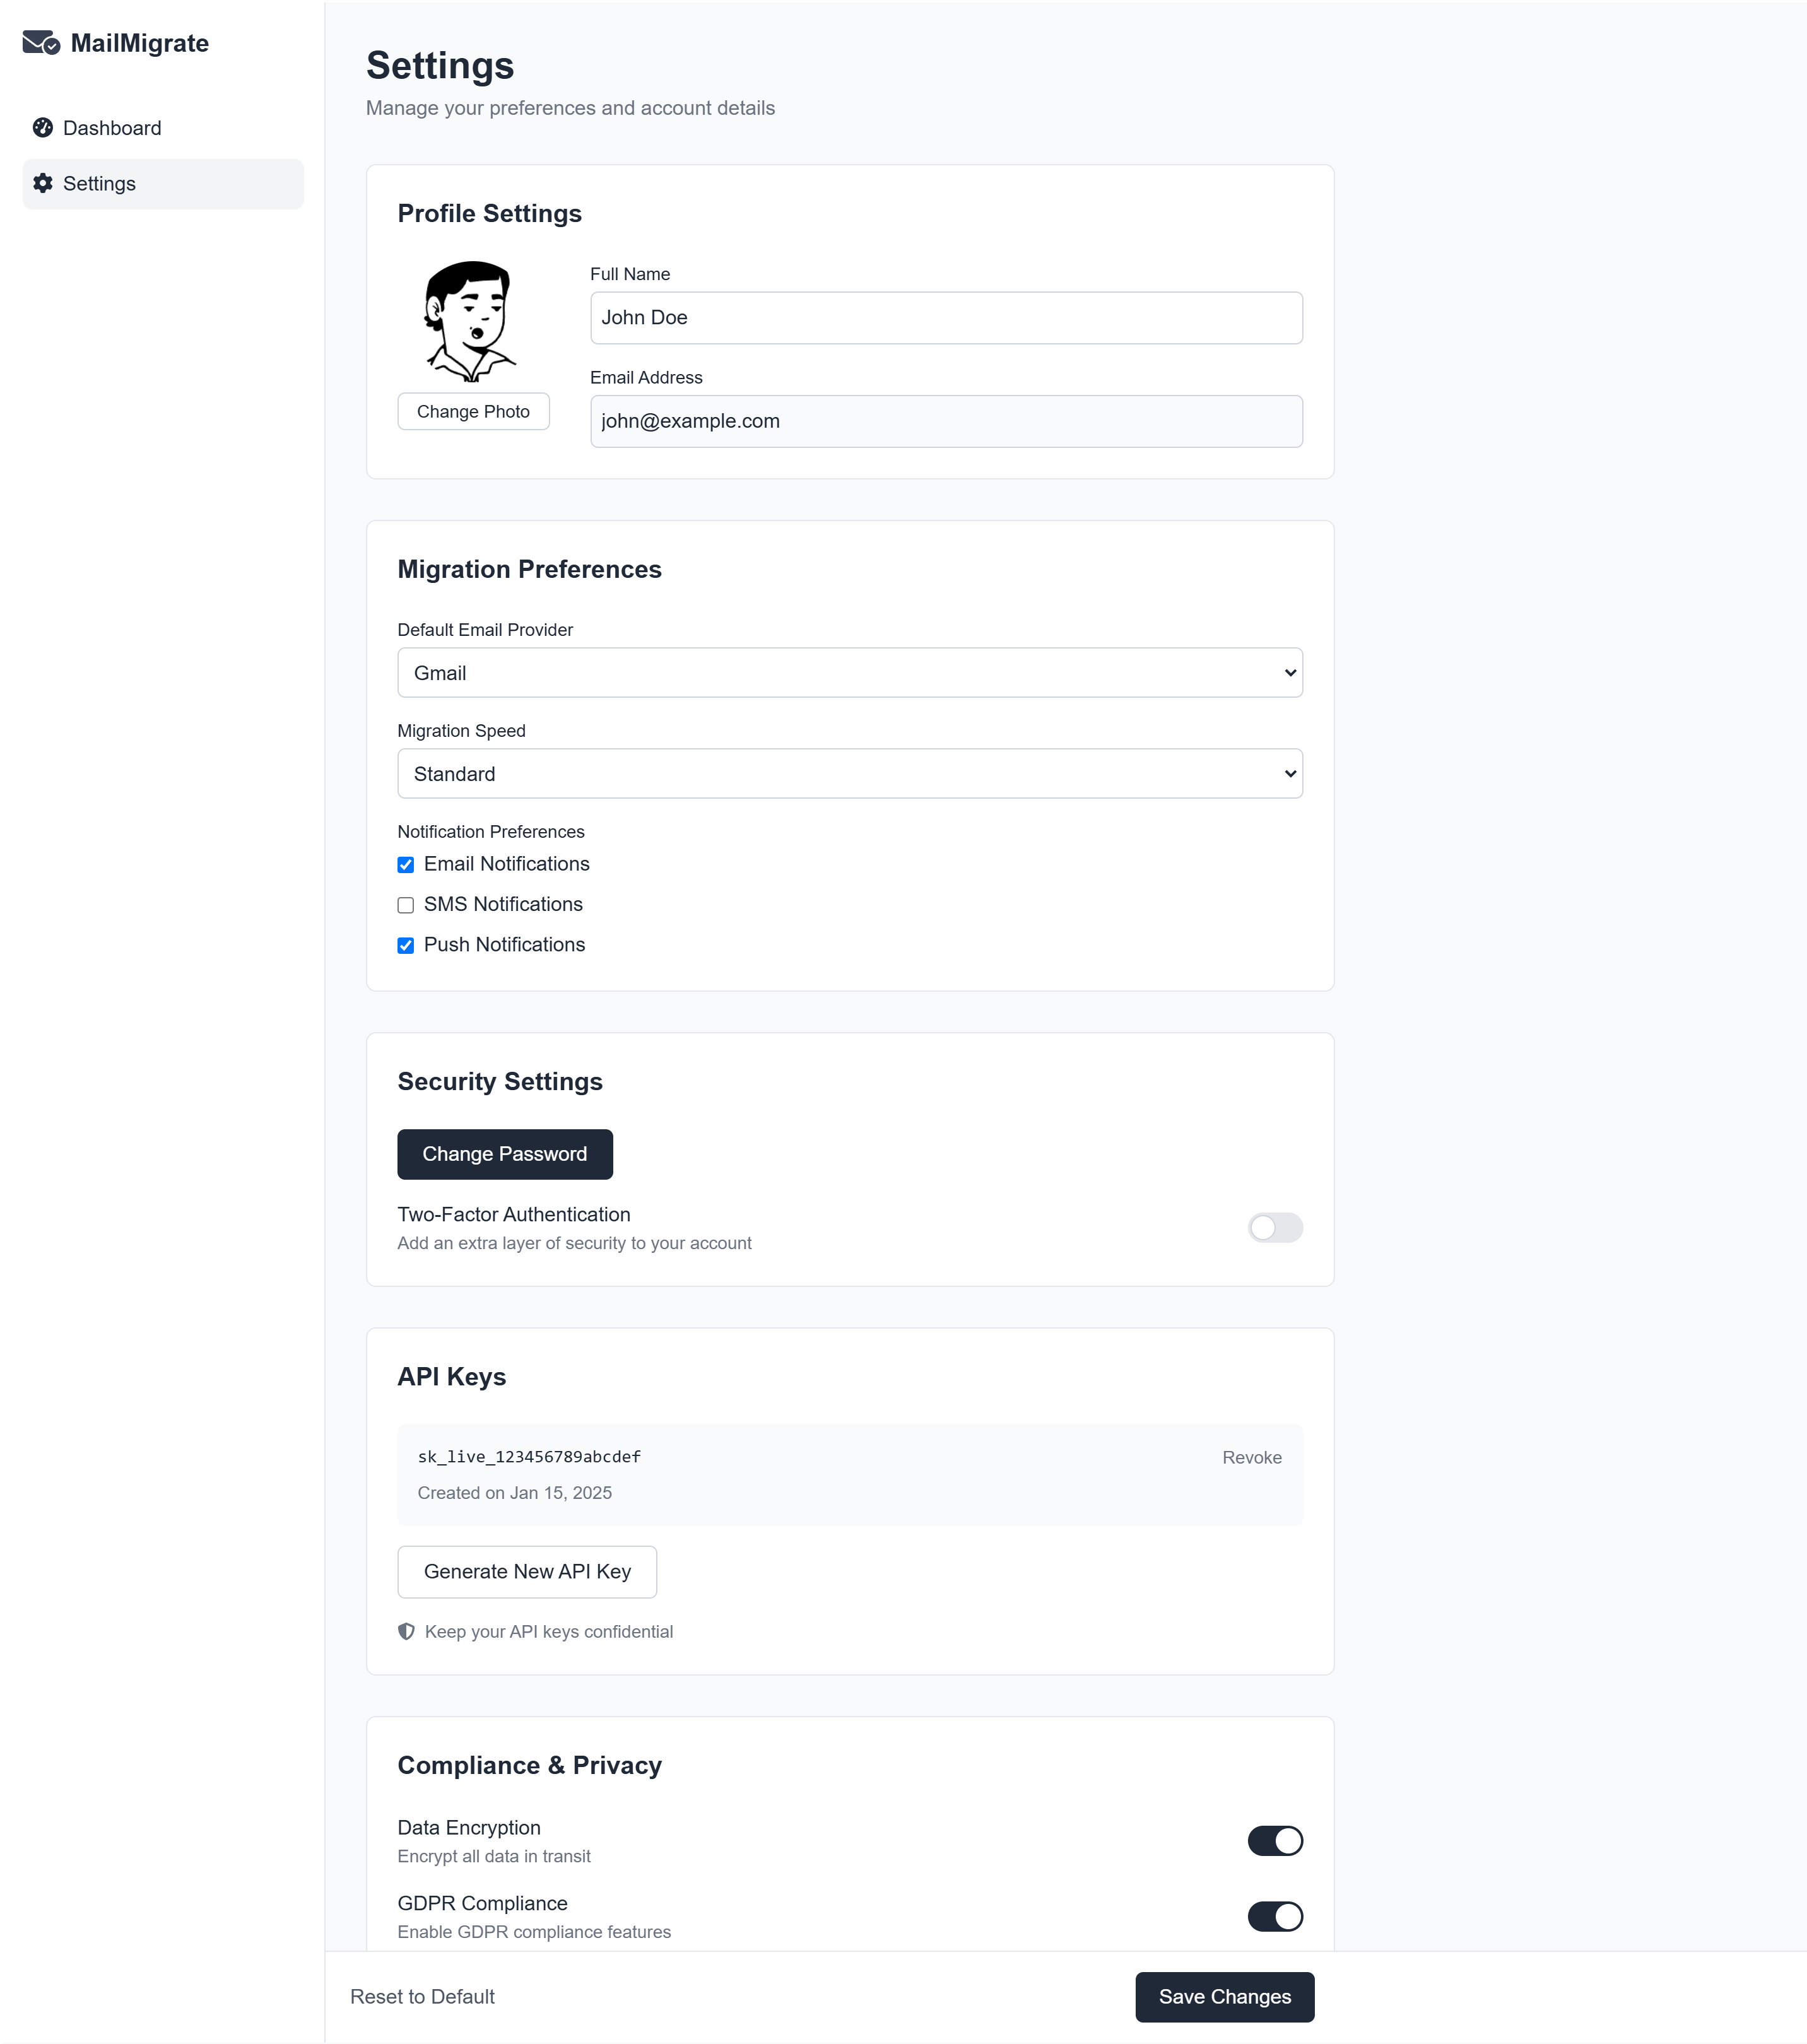 MailMigrate
Dashboard
Settings
Settings
Manage your preferences and account details
Profile Settings
Change Photo
Full Name
John Doe
Email Address
john@example.com
Migration Preferences
Default Email Provider
Gmail
Migration Speed
Standard
Notification Preferences
Email Notifications
SMS Notifications
Push Notifications
Security Settings
Change Password
Two-Factor Authentication
Add an extra layer of security to your account
API Keys
sk_live_123456789abcdef
Revoke
Created on Jan 15, 2025
Generate New API Key
Keep your API keys confidential
Compliance & Privacy
Data Encryption
Encrypt all data in transit
GDPR Compliance
Enable GDPR compliance features
Reset to Default
Save Changes